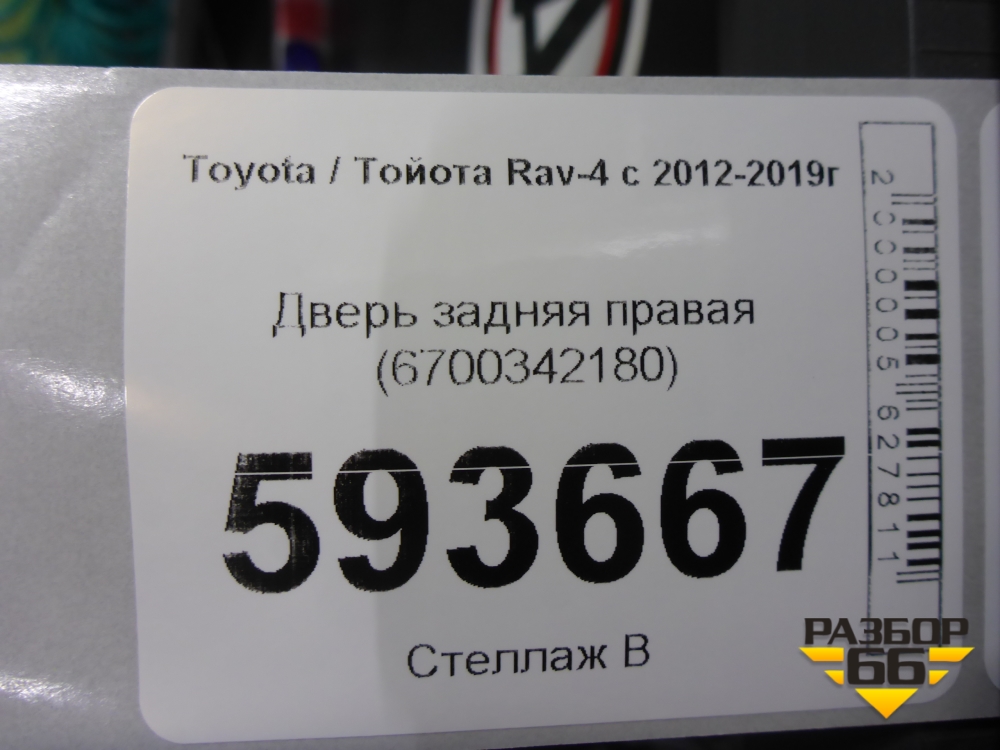 Toyota / Тойота Rav-4 с 2012-2019г
Дверь задняя правая
(6700342180)
593667
Стеллаж В
2000005627811
РАЗБОР
66